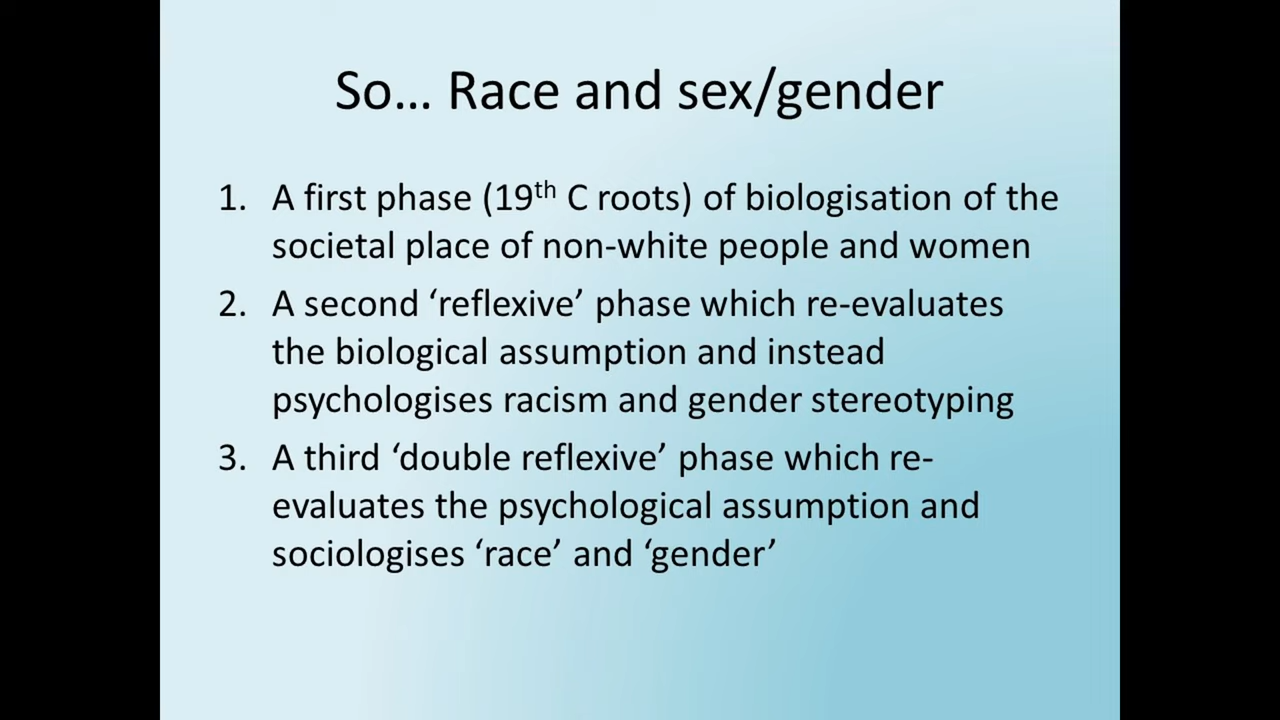 So… Race and sex/gender
1. A first phase (19th C roots) of biologisation of the
societal place of non-white people and women
2. A second ‘reflexive’ phase which re-evaluates
the biological assumption and instead
psychologises racism and gender stereotyping
3. A third ‘double reflexive’ phase which re-
evaluates the psychological assumption and
sociologises ‘race’ and ‘gender’